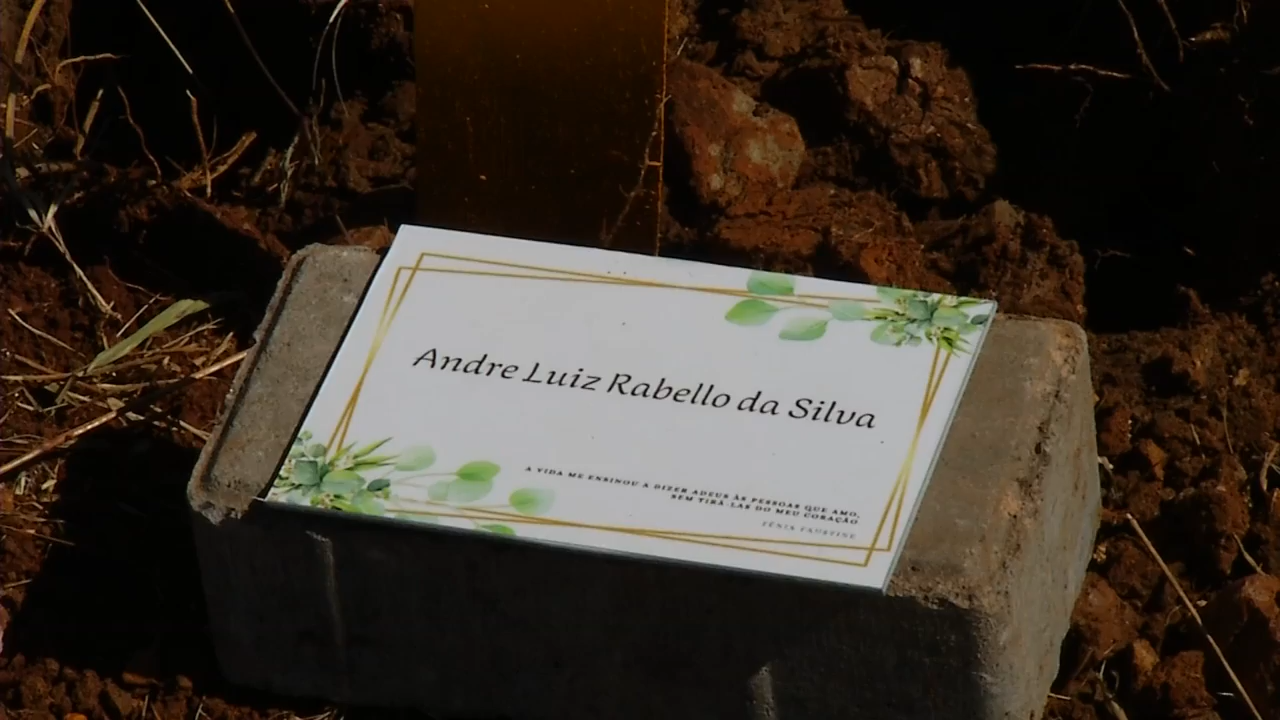 Andre Luiz Rabello da Silva
A VIDA ME ENSINOU A DIZER ADEUS ÀS PESSOAS QUE AMO,
SEM TIRÁ-LAS DO MEU CORAÇÃO